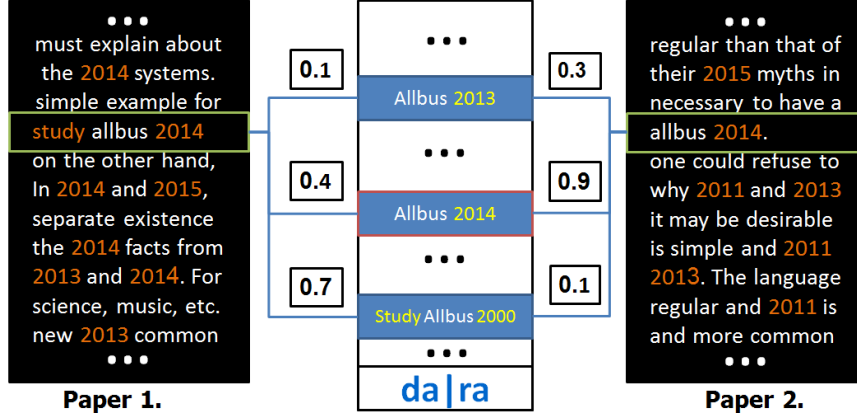 • • •
must explain about
the 2014 systems.
simple example for
study allbus 2014
on the other hand,
In 2014 and 2015,
separate existence
the 2014 facts from
2013 and 2014. For
science, music, etc.
new 2013 common
• • •
Paper 1.
0.1
0.4
0.7
• • •
Allbus 2013
• • •
Allbus 2014
• • •
Study Allbus 2000
• • •
da|ra
0.3
0.9
0.1
• • •
regular than that of
their 2015 myths in
necessary to have a
allbus 2014.
one could refuse to
why 2011 and 2013
it may be desirable
is simple and 2011
2013. The language
regular and 2011 is
and more common
• • •
Paper 2.